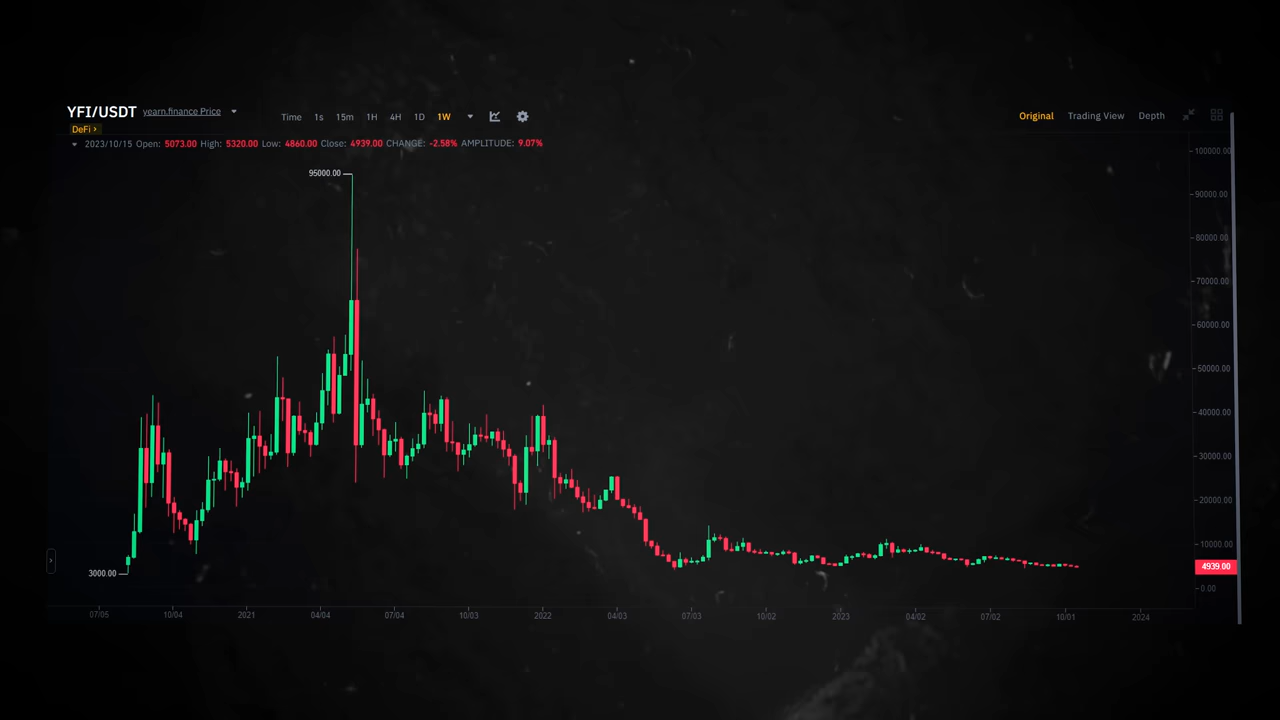 YFI/USDT yearn.finance Price
Time 1s 15m 1H 4H 1D 1W
Original Trading View Depth
DeFi ›
2023/10/15 Open: 5073.00 High: 5320.00 Low: 4860.00 Close: 4939.00 CHANGE: -2.58% AMPLITUDE: 9.07%
100000.00
95000.00
90000.00
80000.00
70000.00
60000.00
50000.00
40000.00
30000.00
20000.00
10000.00
4939.00
3000.00
0.00
07/05 10/04 2021 04/04 07/04 10/03 2022 04/03 07/03 10/02 2023 04/02 07/02 10/01 2024